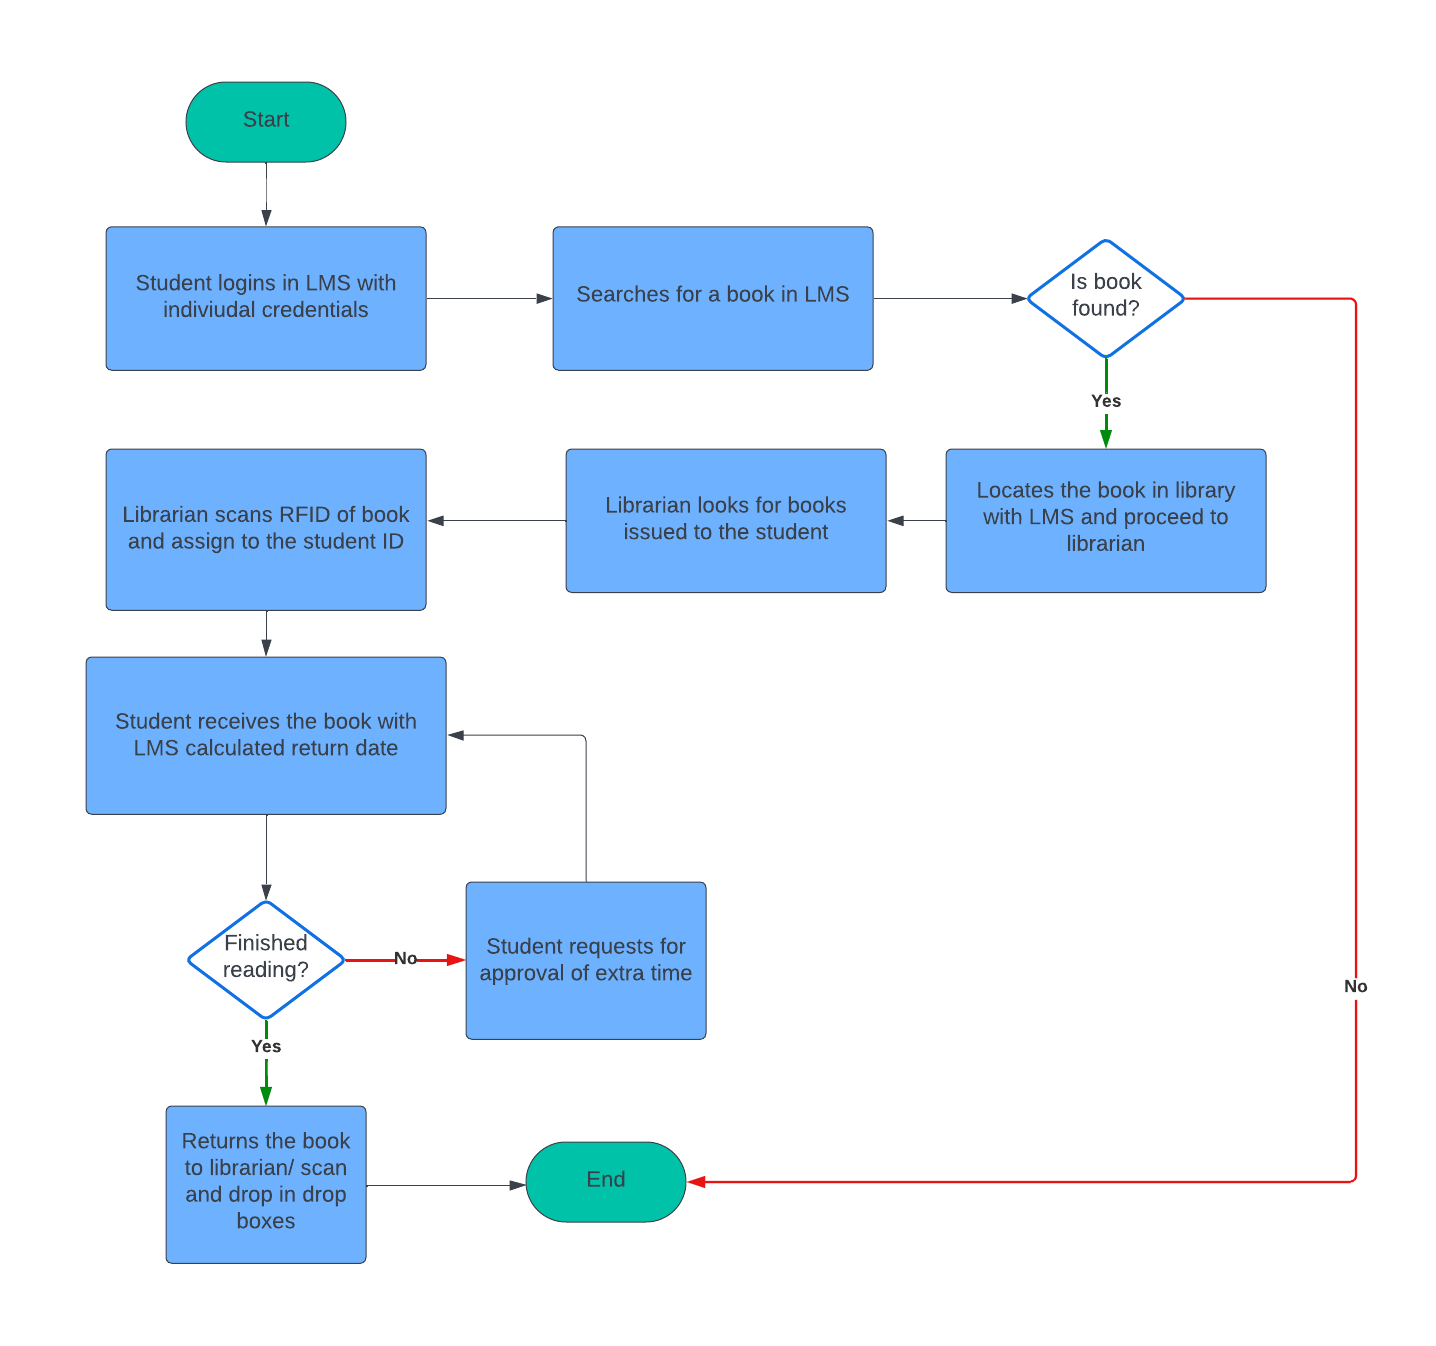 Start
Student logins in LMS with
indiviudal credentials
Searches for a book in LMS
Is book
found?
Yes
Locates the book in library
with LMS and proceed to
librarian
Librarian looks for books
issued to the student
Librarian scans RFID of book
and assign to the student ID
Student receives the book with
LMS calculated return date
Finished
reading?
No
Student requests for
approval of extra time
No
Yes
Returns the book
to librarian/ scan
and drop in drop
boxes
End